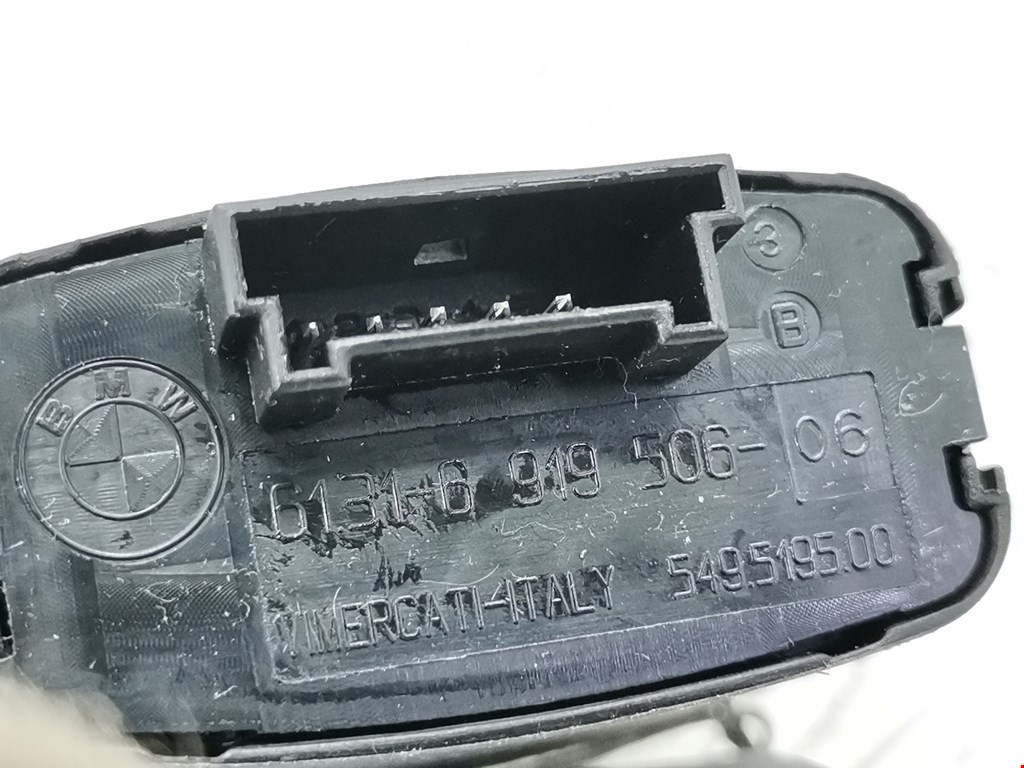 3
B
BMW
6131-6 919 506-06
549.5195.00
VIMERCATI-ITALY